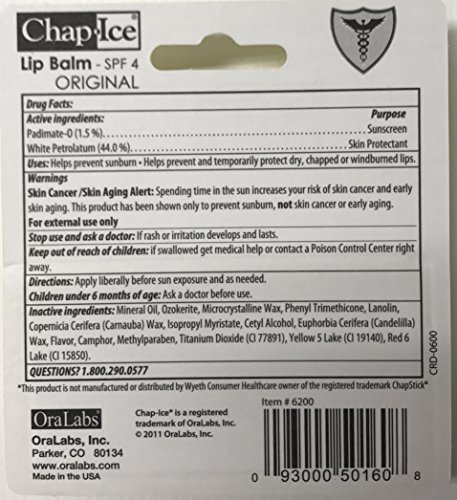 Chap·Ice®
Lip Balm - SPF 4
ORIGINAL
Drug Facts:
Active ingredients: Purpose
Padimate-O (1.5 %)........................Sunscreen
White Petrolatum (44.0 %)........................Skin Protectant
Uses: Helps prevent sunburn • Helps prevent and temporarily protect dry, chapped or windburned lips.
Warnings
Skin Cancer/Skin Aging Alert: Spending time in the sun increases your risk of skin cancer and early
skin aging. This product has been shown only to prevent sunburn, not skin cancer or early aging.
For external use only
Stop use and ask a doctor: If rash or irritation develops and lasts.
Keep out of reach of children: if swallowed get medical help or contact a Poison Control Center right
away.
Directions: Apply liberally before sun exposure and as needed.
Children under 6 months of age: Ask a doctor before use.
Inactive ingredients: Mineral Oil, Ozokerite, Microcrystalline Wax, Phenyl Trimethicone, Lanolin,
Copernicia Cerifera (Carnauba) Wax, Isopropyl Myristate, Cetyl Alcohol, Euphorbia Cerifera (Candelilla)
Wax, Flavor, Camphor, Methylparaben, Titanium Dioxide (CI 77891), Yellow 5 Lake (CI 19140), Red 6
Lake (CI 15850).
QUESTIONS? 1.800.290.0577
CRD-0600
*This product is not manufactured or distributed by Wyeth Consumer Healthcare owner of the registered trademark ChapStick®
OraLabs
OraLabs, Inc.
Parker, CO 80134
www.oralabs.com
Made in the USA
Chap-Ice® is a registered
trademark of OraLabs, Inc.
© 2011 OraLabs, Inc.
Item # 6200
0 93000 50160 8